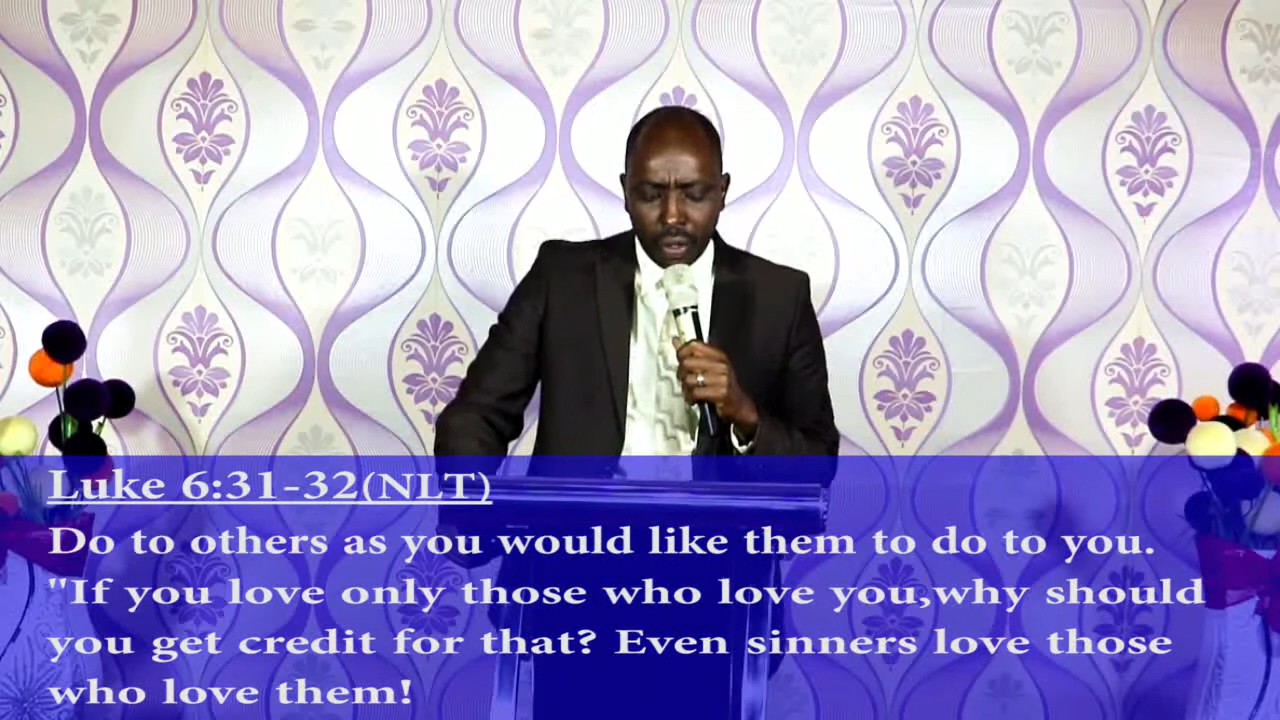 Luke 6:31-32(NLT)
Do to others as you would like them to do to you.
"If you love only those who love you,why should
you get credit for that? Even sinners love those
who love them!